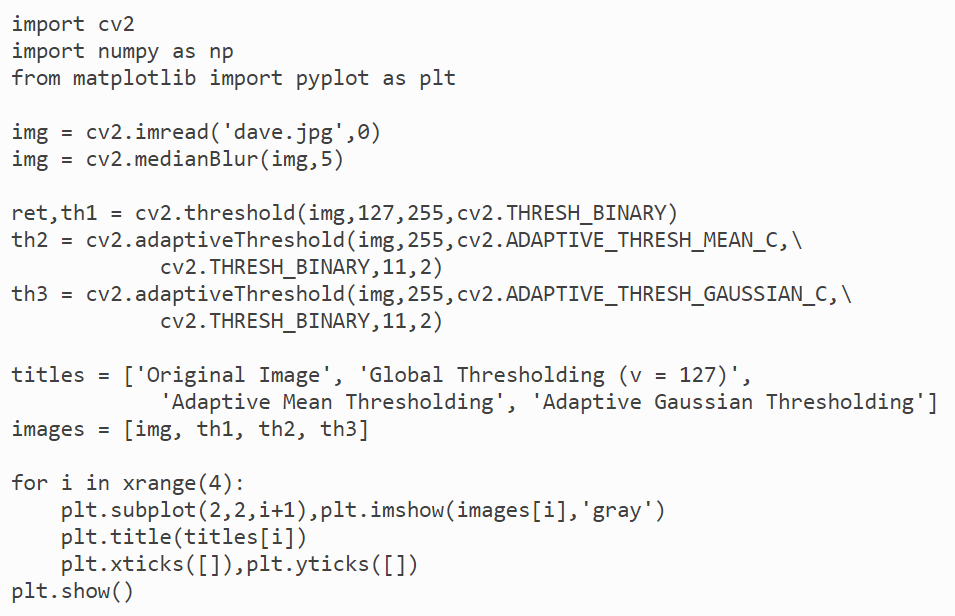 import cv2
import numpy as np
from matplotlib import pyplot as plt

img = cv2.imread('dave.jpg',0)
img = cv2.medianBlur(img,5)

ret,th1 = cv2.threshold(img,127,255,cv2.THRESH_BINARY)
th2 = cv2.adaptiveThreshold(img,255,cv2.ADAPTIVE_THRESH_MEAN_C,\
            cv2.THRESH_BINARY,11,2)
th3 = cv2.adaptiveThreshold(img,255,cv2.ADAPTIVE_THRESH_GAUSSIAN_C,\
            cv2.THRESH_BINARY,11,2)

titles = ['Original Image', 'Global Thresholding (v = 127)',
            'Adaptive Mean Thresholding', 'Adaptive Gaussian Thresholding']
images = [img, th1, th2, th3]

for i in xrange(4):
    plt.subplot(2,2,i+1),plt.imshow(images[i],'gray')
    plt.title(titles[i])
    plt.xticks([]),plt.yticks([])
plt.show()